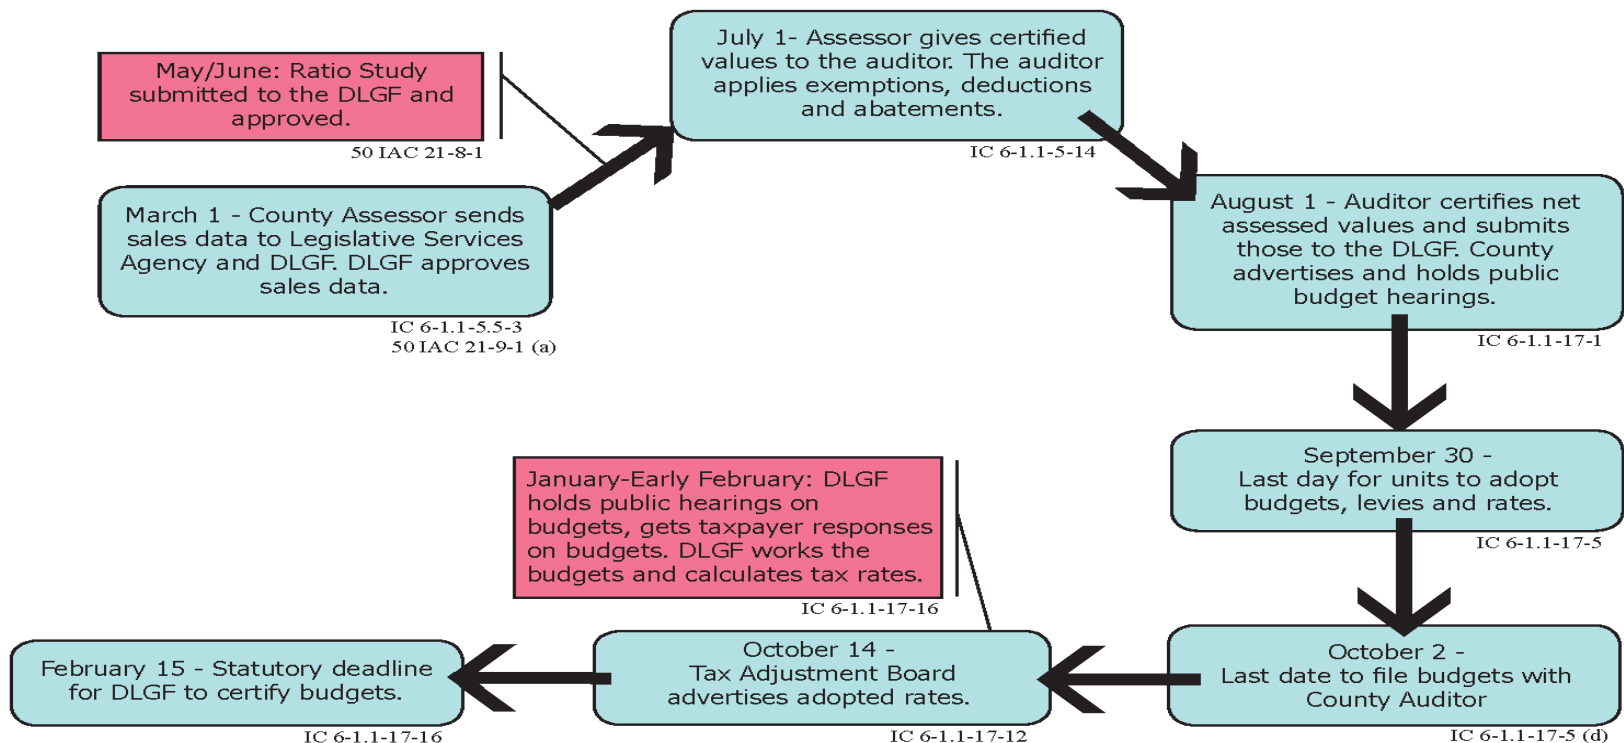 May/June: Ratio Study
submitted to the DLGF and
approved.
50 IAC 21-8-1
March 1 - County Assessor sends
sales data to Legislative Services
Agency and DLGF. DLGF approves
sales data.
IC 6-1.1-5.5-3
50 IAC 21-9-1 (a)
July 1- Assessor gives certified
values to the auditor. The auditor
applies exemptions, deductions
and abatements.
IC 6-1.1-5-14
August 1 - Auditor certifies net
assessed values and submits
those to the DLGF. County
advertises and holds public
budget hearings.
IC 6-1.1-17-1
September 30 -
Last day for units to adopt
budgets, levies and rates.
IC 6-1.1-17-5
October 2 -
Last date to file budgets with
County Auditor
IC 6-1.1-17-5 (d)
January-Early February: DLGF
holds public hearings on
budgets, gets taxpayer responses
on budgets. DLGF works the
budgets and calculates tax rates.
IC 6-1.1-17-16
October 14 -
Tax Adjustment Board
advertises adopted rates.
IC 6-1.1-17-12
February 15 - Statutory deadline
for DLGF to certify budgets.
IC 6-1.1-17-16